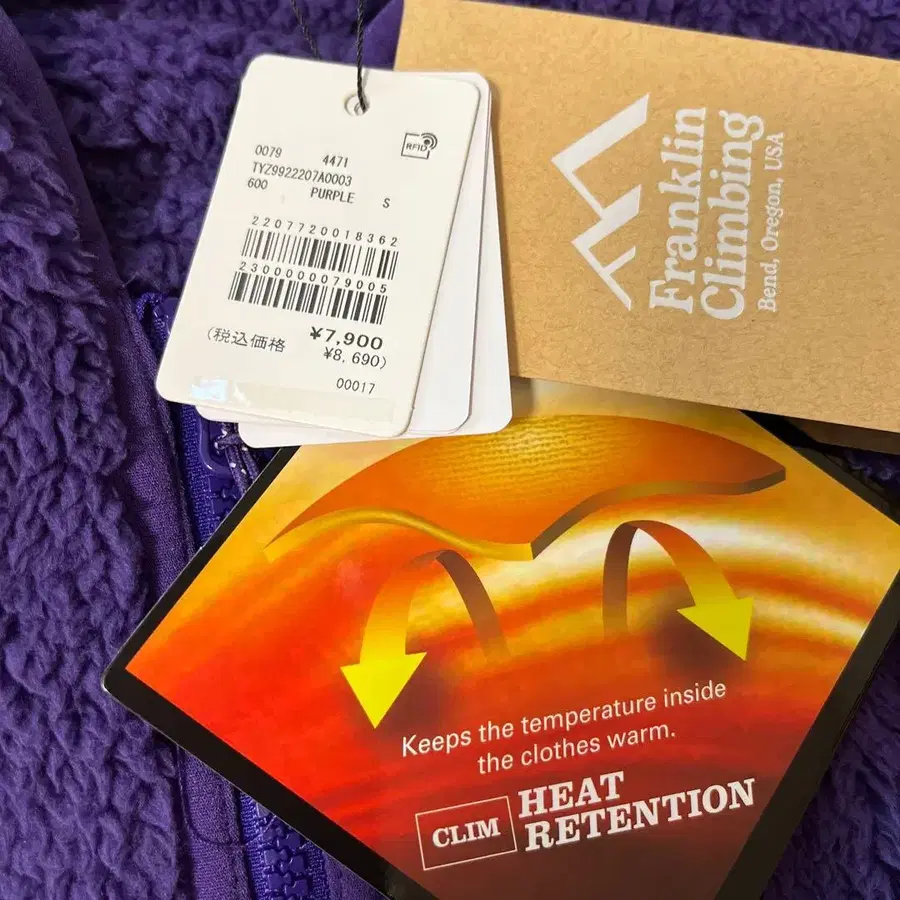 0079 4471
RFID
TYZ9922207A0003
600 PURPLE S
2207720018362
2300000079005
¥7,900
(税込価格 ¥8,690)
00017
Franklin
Climbing
Bend, Oregon, USA
Keeps the temperature inside
the clothes warm.
CLIM HEAT
RETENTION